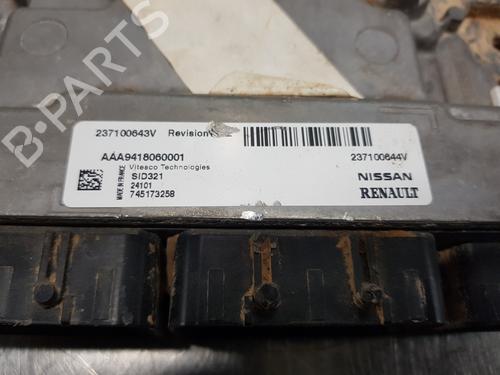 B-PARTS
237100643V Revision
AAA9418060001 237100644V
Vitesco Technologies
MADE IN FRANCE
SID321
24101
745173258
NISSAN
RENAULT